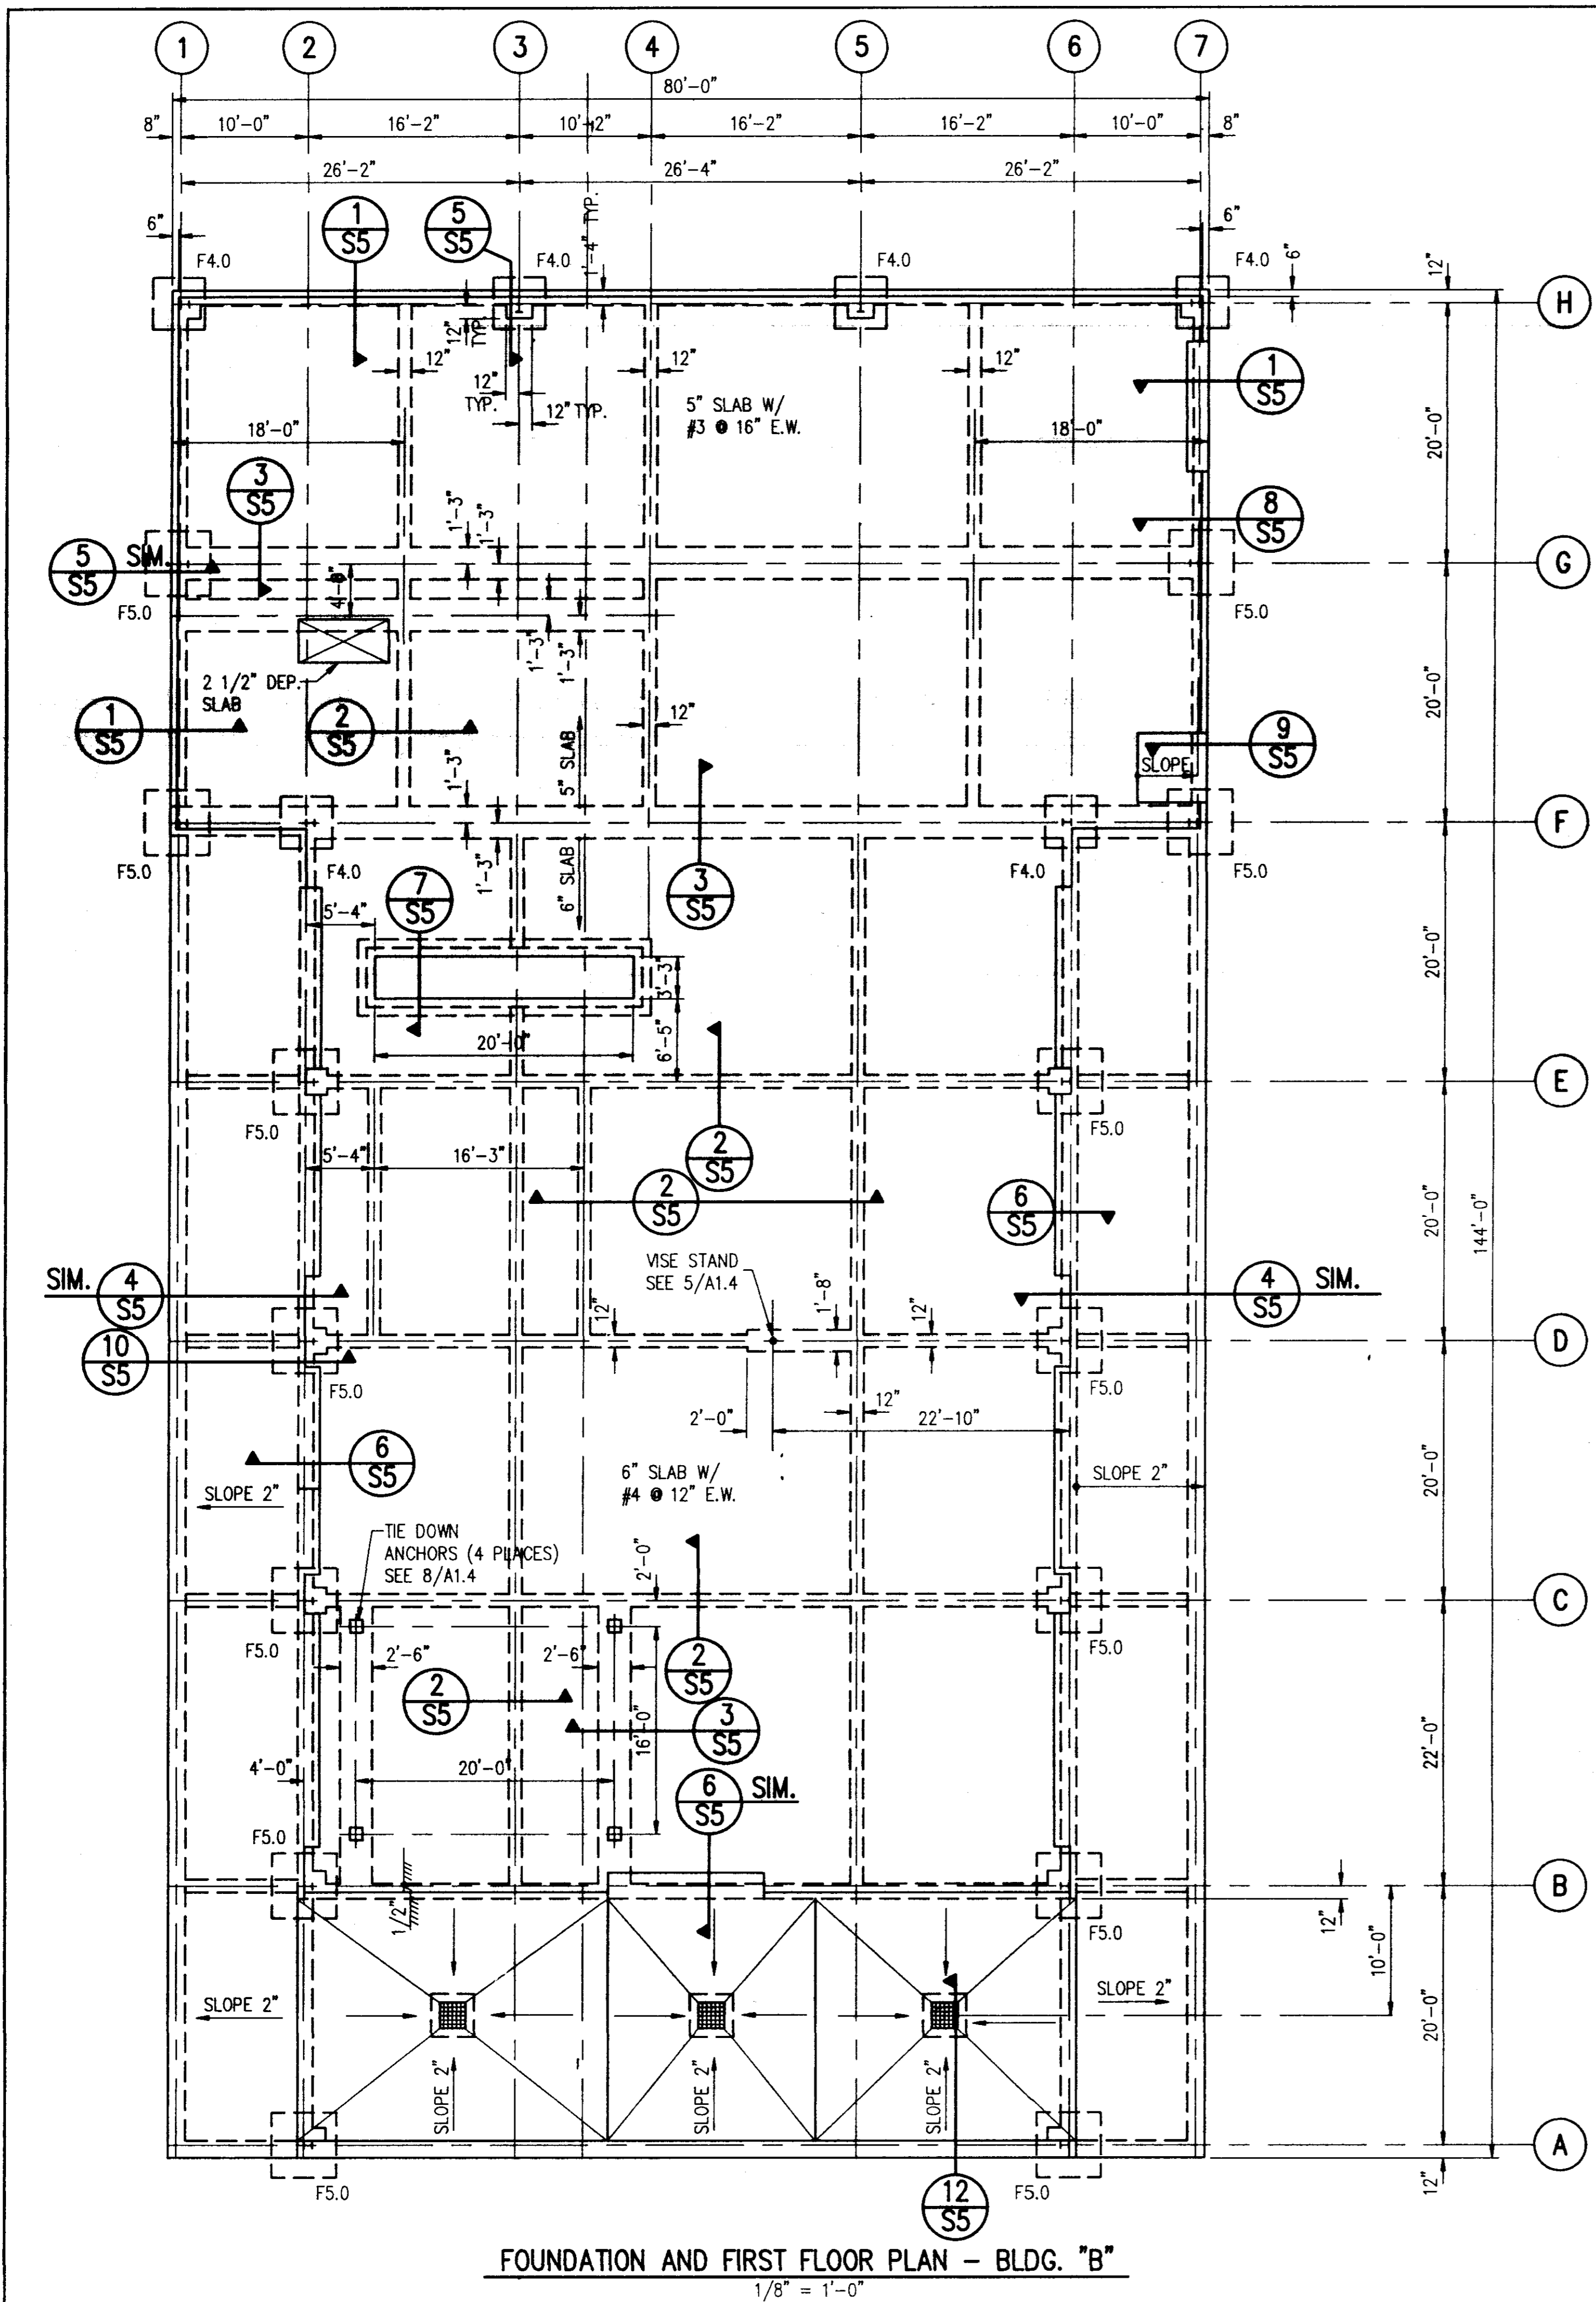 1 2 3 4 5 6 7
80'-0"
8" 10'-0" 16'-2" 10'-2" 16'-2" 16'-2" 10'-0" 8"
26'-2" 26'-4" 26'-2"
6" 1 5 1'-4" TYP. 6"
S5 S5
F4.0 F4.0 F4.0 F4.0 6" 12"
H
12" TYP. 12" 12" 12"
12" TYP. 12" TYP.
5" SLAB W/
#3 @ 16" E.W.
1
S5
18'-0" 18'-0" 20'-0"
3
S5
1'-3" 1'-3"
8
S5
5 SIM.
S5
4'-8"
G
F5.0 F5.0
1'-3" 1'-3"
2 1/2" DEP.
SLAB
20'-0"
1
S5
2
S5
12"
5" SLAB
9
S5
SLOPE
1'-3"
F
F5.0 F4.0 1'-3" F4.0 F5.0
6" SLAB
7
S5
3
S5
5'-4"
20'-0"
3'-3"
20'-0" 6'-5"
E
F5.0 F5.0
5'-4" 16'-3"
2
S5
2
S5
6
S5
20'-0" 144'-0"
VISE STAND
SEE 5/A1.4
SIM. 4
S5
12" 1'-8" 12"
4 SIM.
S5
D
10
S5
F5.0 F5.0
12"
2'-0" 22'-10"
6
S5
6" SLAB W/
#4 @ 12" E.W.
SLOPE 2" SLOPE 2"
20'-0"
TIE DOWN
ANCHORS (4 PLACES)
SEE 8/A1.4
2'-0"
C
F5.0 F5.0
2'-6" 2'-6"
2
S5
2
S5
3
S5
16'-0"
22'-0"
4'-0" 20'-0"
6 SIM.
S5
F5.0
B
1/2" 12"
F5.0
10'-0"
SLOPE 2" SLOPE 2"
20'-0"
SLOPE 2" SLOPE 2" SLOPE 2"
A
F5.0 F5.0 12"
12
S5
FOUNDATION AND FIRST FLOOR PLAN – BLDG. "B"
1/8" = 1'-0"